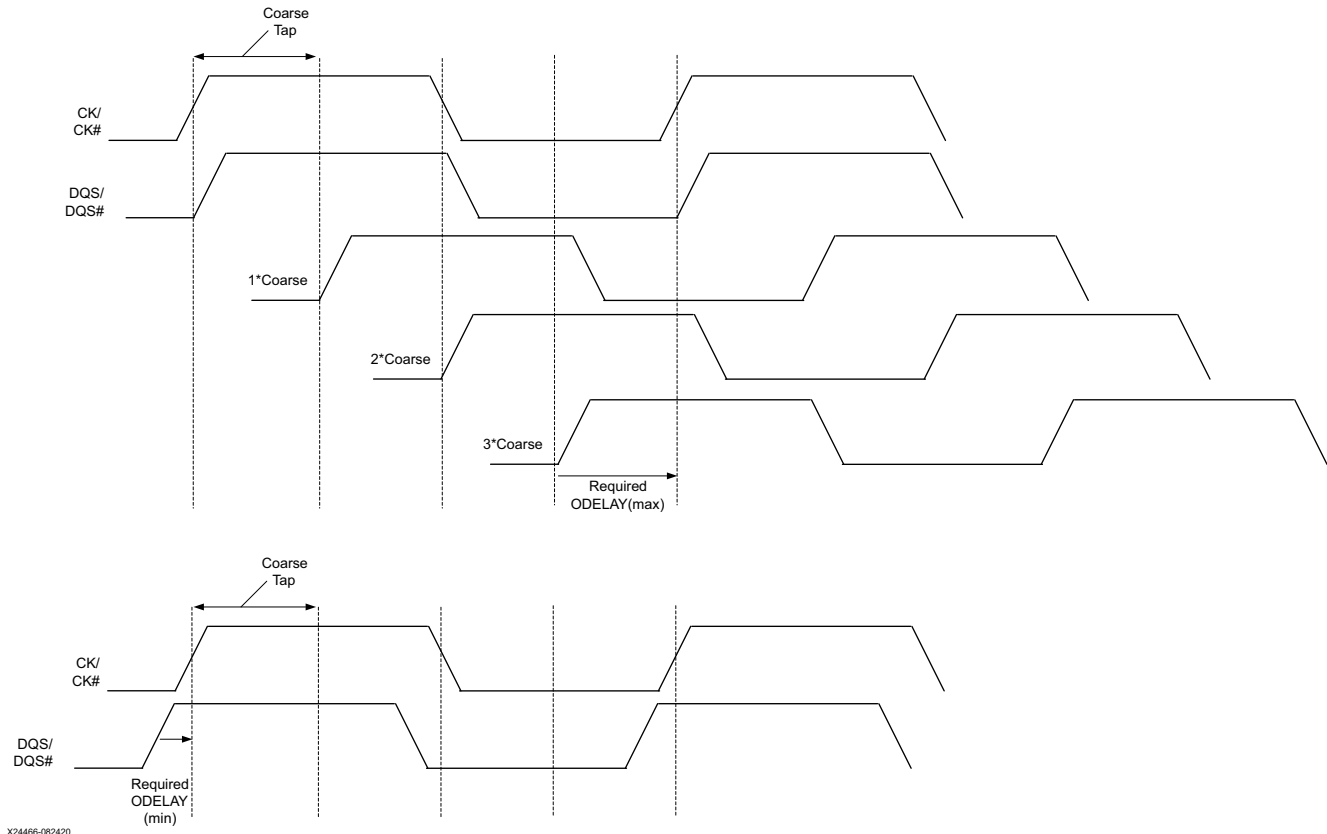 Coarse
Tap
CK/
CK#
DQS/
DQS#
1*Coarse
2*Coarse
3*Coarse
Required
ODELAY(max)
Coarse
Tap
CK/
CK#
DQS/
DQS#
Required
ODELAY
(min)
X24466-082420